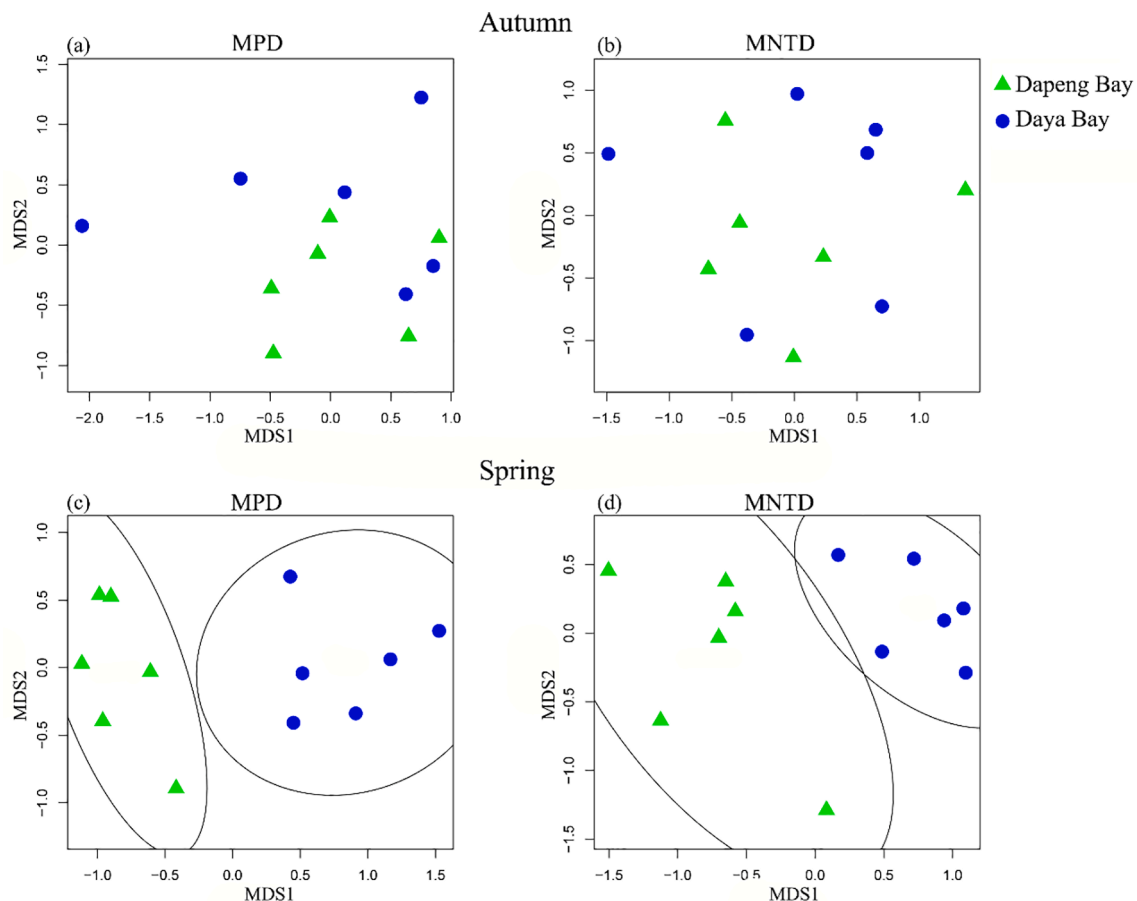 Autumn
(a) MPD
(b) MNTD
Dapeng Bay
Daya Bay
MDS2
1.5
1.0
0.5
0.0
−0.5
−1.0
−2.0 −1.5 −1.0 −0.5 0.0 0.5 1.0
MDS1
MDS2
1.0
0.5
0.0
−0.5
−1.0
−1.5 −1.0 −0.5 0.0 0.5 1.0
MDS1
Spring
(c) MPD
(d) MNTD
MDS2
1.0
0.5
0.0
−0.5
−1.0
−1.0 −0.5 0.0 0.5 1.0 1.5
MDS1
MDS2
0.5
0.0
−0.5
−1.0
−1.5
−1.5 −1.0 −0.5 0.0 0.5 1.0
MDS1